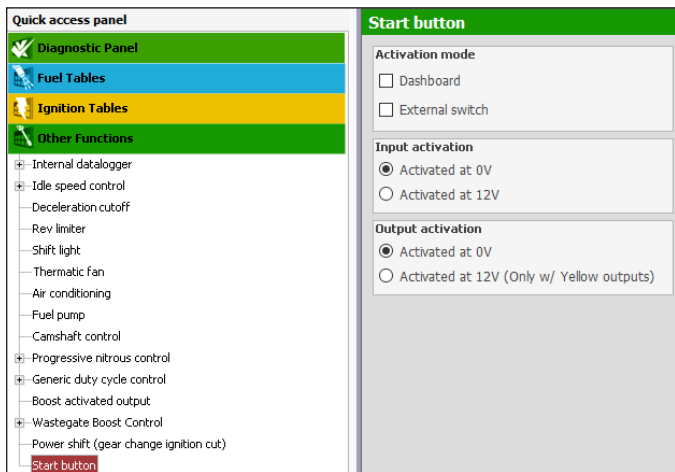 Quick access panel
Diagnostic Panel
Fuel Tables
Ignition Tables
Other Functions
Internal datalogger
Idle speed control
Deceleration cutoff
Rev limiter
Shift light
Thermatic fan
Air conditioning
Fuel pump
Camshaft control
Progressive nitrous control
Generic duty cycle control
Boost activated output
Wastegate Boost Control
Power shift (gear change ignition cut)
Start button
Start button
Activation mode
Dashboard
External switch
Input activation
Activated at 0V
Activated at 12V
Output activation
Activated at 0V
Activated at 12V (Only w/ Yellow outputs)